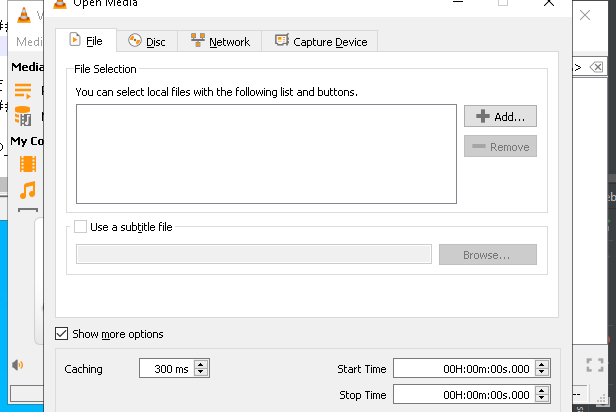 Open Media
File Disc Network Capture Device
File Selection
You can select local files with the following list and buttons.
Add...
Remove
Use a subtitle file
Browse...
Show more options
Caching 300 ms Start Time 00H:00m:00s.000
Stop Time 00H:00m:00s.000
Medi
Media
My Co